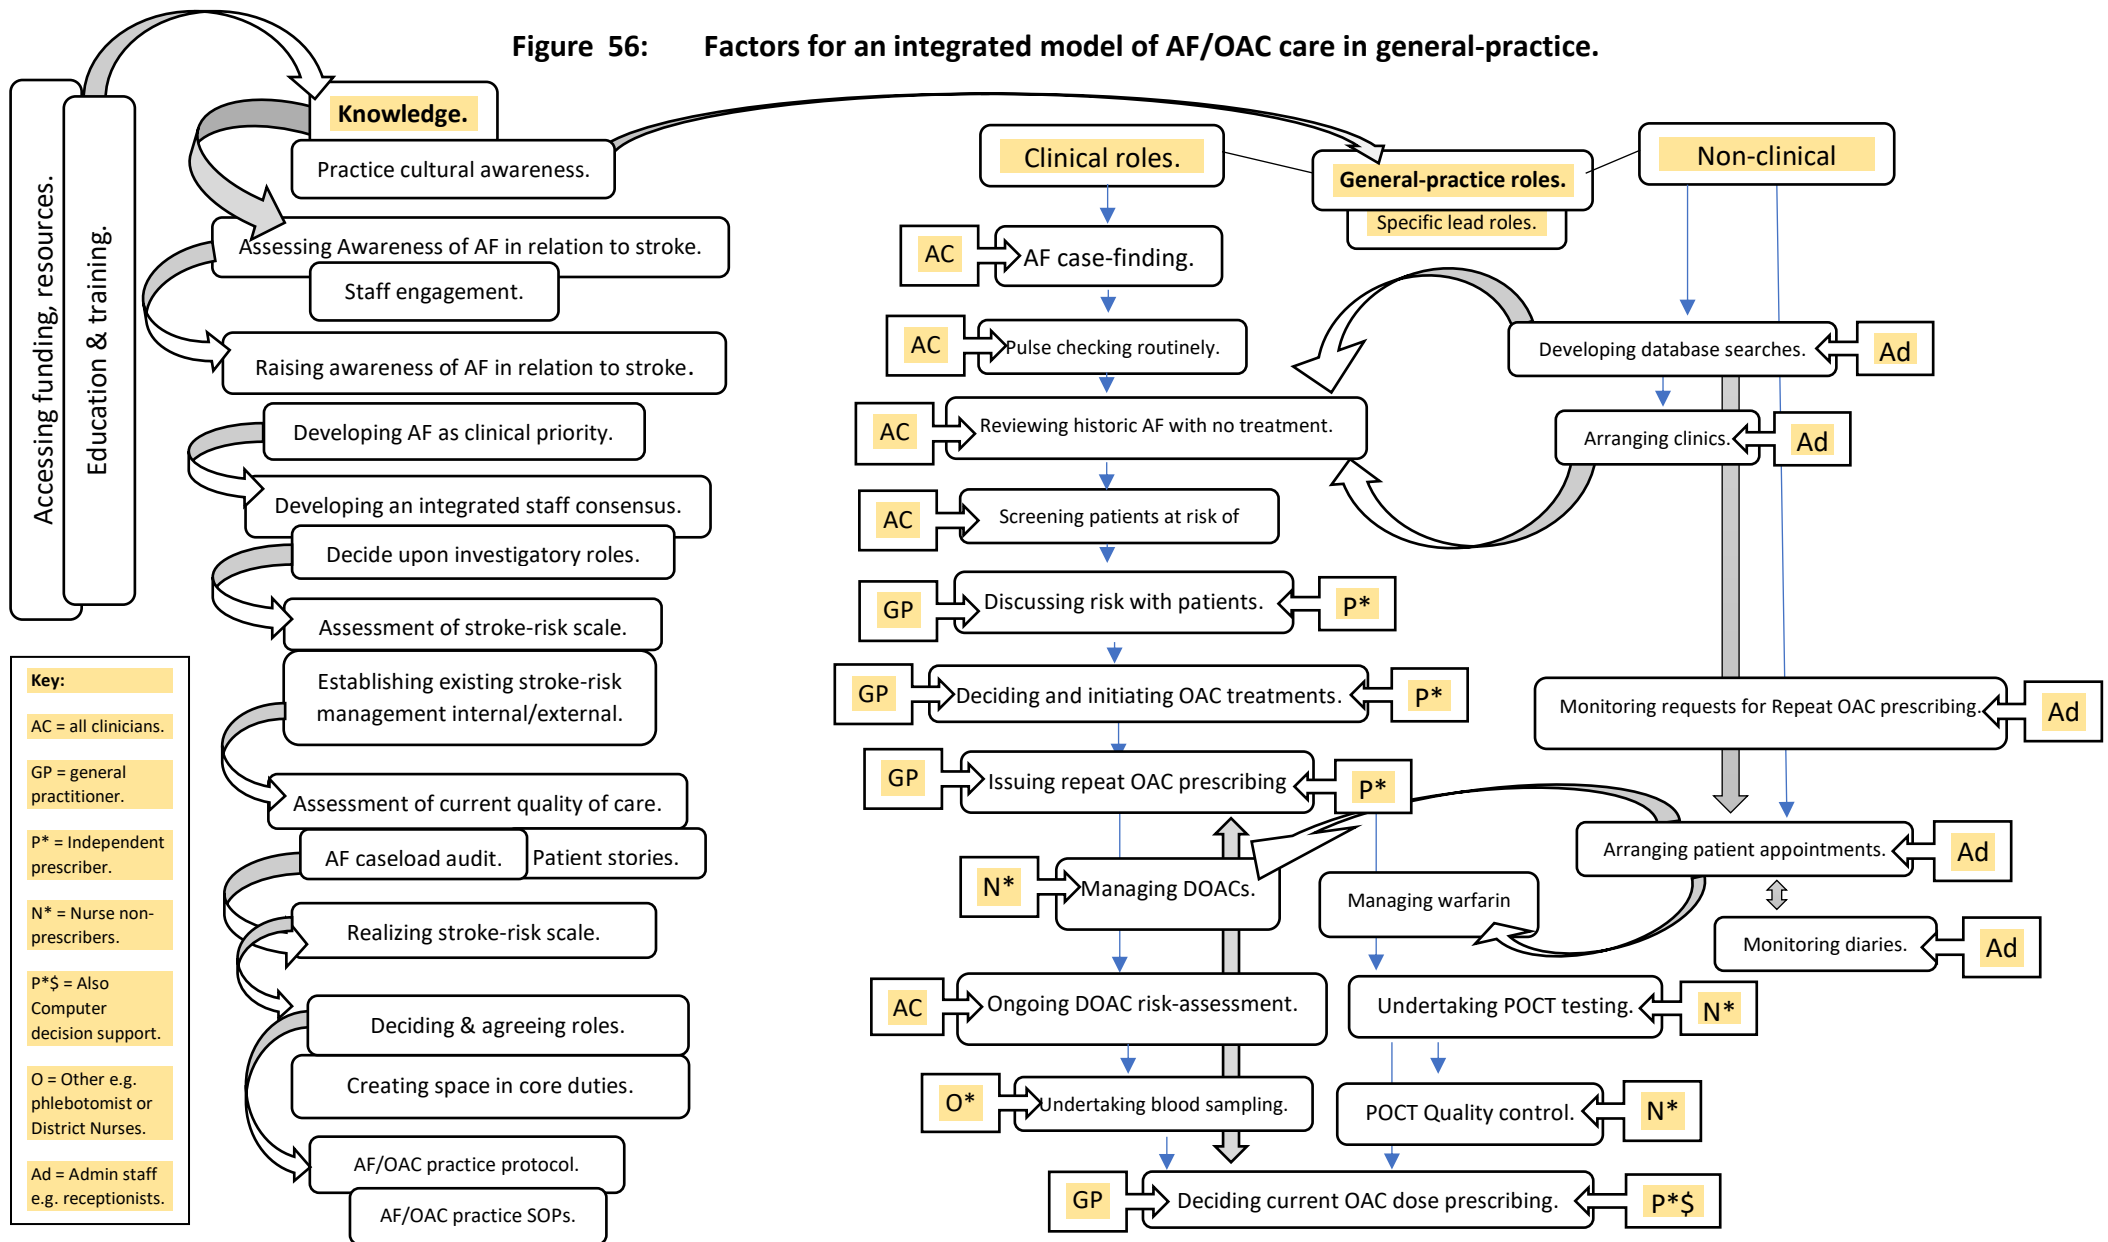 Figure 56: Factors for an integrated model of AF/OAC care in general-practice.
Accessing funding, resources.
Education & training.
Knowledge.
Practice cultural awareness.
Assessing Awareness of AF in relation to stroke.
Staff engagement.
Raising awareness of AF in relation to stroke.
Developing AF as clinical priority.
Developing an integrated staff consensus.
Decide upon investigatory roles.
Assessment of stroke-risk scale.
Establishing existing stroke-risk
management internal/external.
Assessment of current quality of care.
AF caseload audit.
Patient stories.
Realizing stroke-risk scale.
Deciding & agreeing roles.
Creating space in core duties.
AF/OAC practice protocol.
AF/OAC practice SOPs.
Key:
AC = all clinicians.
GP = general
practitioner.
P* = Independent
prescriber.
N* = Nurse non-
prescribers.
P*$ = Also
Computer
decision support.
O = Other e.g.
phlebotomist or
District Nurses.
Ad = Admin staff
e.g. receptionists.
Clinical roles.
General-practice roles.
Specific lead roles.
Non-clinical
AC
AF case-finding.
AC
Pulse checking routinely.
AC
Reviewing historic AF with no treatment.
AC
Screening patients at risk of
GP
Discussing risk with patients.
P*
GP
Deciding and initiating OAC treatments.
P*
GP
Issuing repeat OAC prescribing
P*
N*
Managing DOACs.
Managing warfarin
AC
Ongoing DOAC risk-assessment.
Undertaking POCT testing.
N*
O*
Undertaking blood sampling.
POCT Quality control.
N*
GP
Deciding current OAC dose prescribing.
P*$
Developing database searches.
Ad
Arranging clinics.
Ad
Monitoring requests for Repeat OAC prescribing.
Ad
Arranging patient appointments.
Ad
Monitoring diaries.
Ad